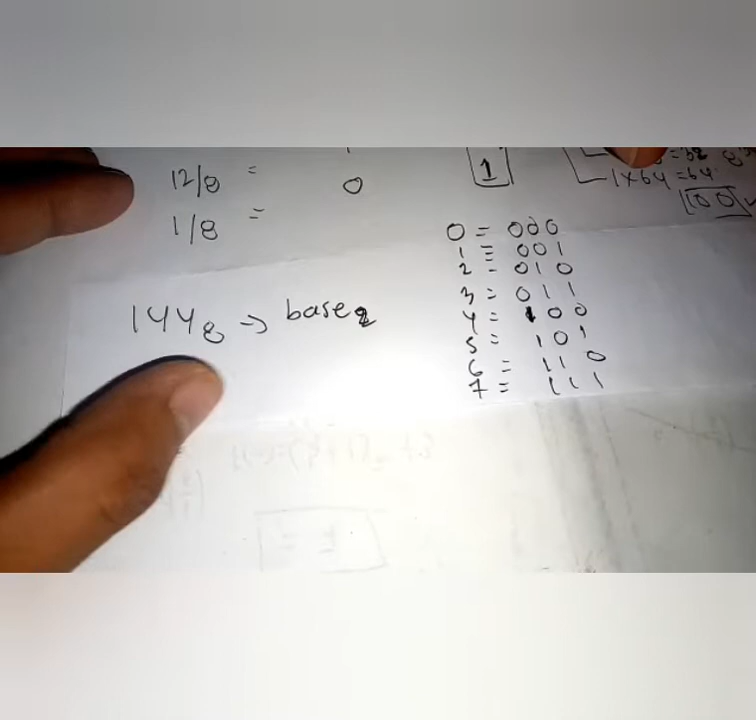 12/8 =
0
1/8 =
1
=32
1x64=64
100
144₈ → base₂
0 = 000
1 = 001
2 = 010
3 = 011
4 = 100
5 = 101
6 = 110
7 = 111